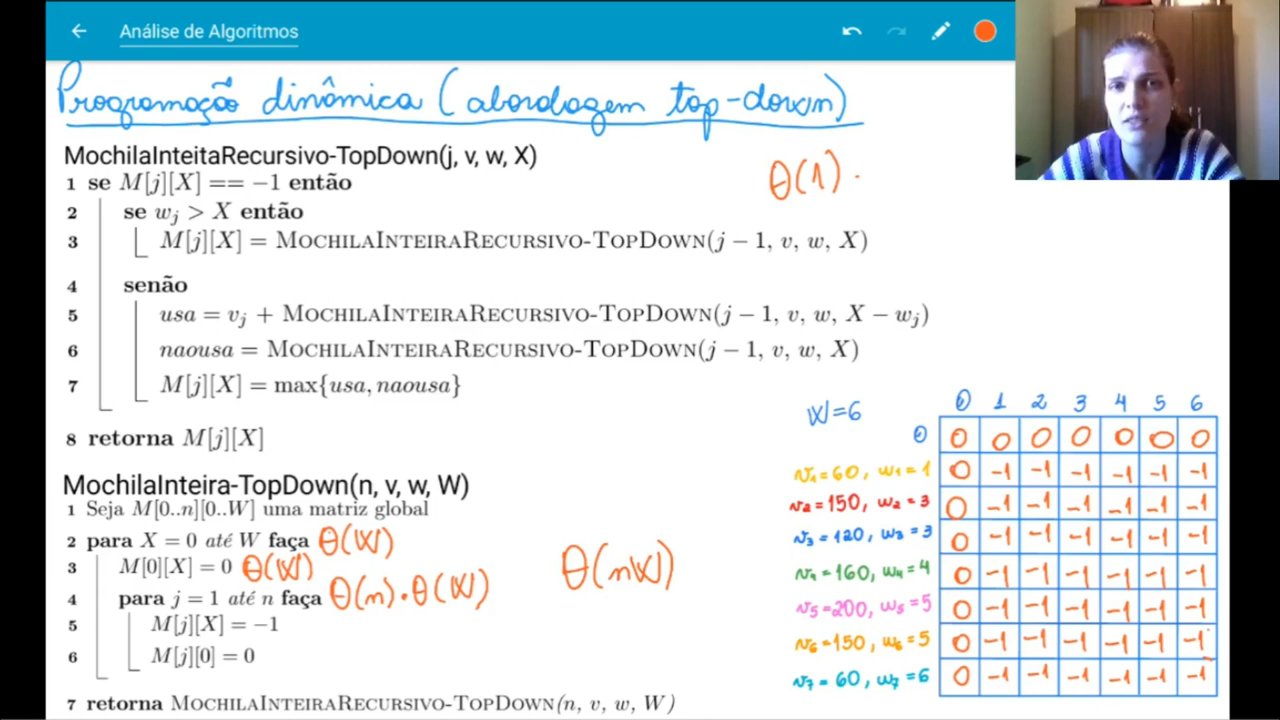 Análise de Algoritmos
Programação dinâmica (abordagem top-down)
MochilaInteitaRecursivo-TopDown(j, v, w, X)
θ(1).
1 se M[j][X] == −1 então
2 se wj > X então
3 M[j][X] = MochilaInteiraRecursivo-TopDown(j − 1, v, w, X)
4 senão
5 usa = vj + MochilaInteiraRecursivo-TopDown(j − 1, v, w, X − wj)
6 naousa = MochilaInteiraRecursivo-TopDown(j − 1, v, w, X)
7 M[j][X] = max{usa, naousa}
8 retorna M[j][X]
MochilaInteira-TopDown(n, v, w, W)
1 Seja M[0..n][0..W] uma matriz global
2 para X = 0 até W faça θ(W)
3 M[0][X] = 0 θ(W)
4 para j = 1 até n faça θ(n).θ(W)
θ(nW)
5 M[j][X] = −1
6 M[j][0] = 0
7 retorna MochilaInteiraRecursivo-TopDown(n, v, w, W)
W=6
0 1 2 3 4 5 6
0 0 0 0 0 0 0 0
v1=60, w1=1 0 -1 -1 -1 -1 -1 -1
v2=150, w2=3 0 -1 -1 -1 -1 -1 -1
v3=120, w3=3 0 -1 -1 -1 -1 -1 -1
v4=160, w4=4 0 -1 -1 -1 -1 -1 -1
v5=200, w5=5 0 -1 -1 -1 -1 -1 -1
v6=150, w6=5 0 -1 -1 -1 -1 -1 -1
v7=60, w7=6 0 -1 -1 -1 -1 -1 -1